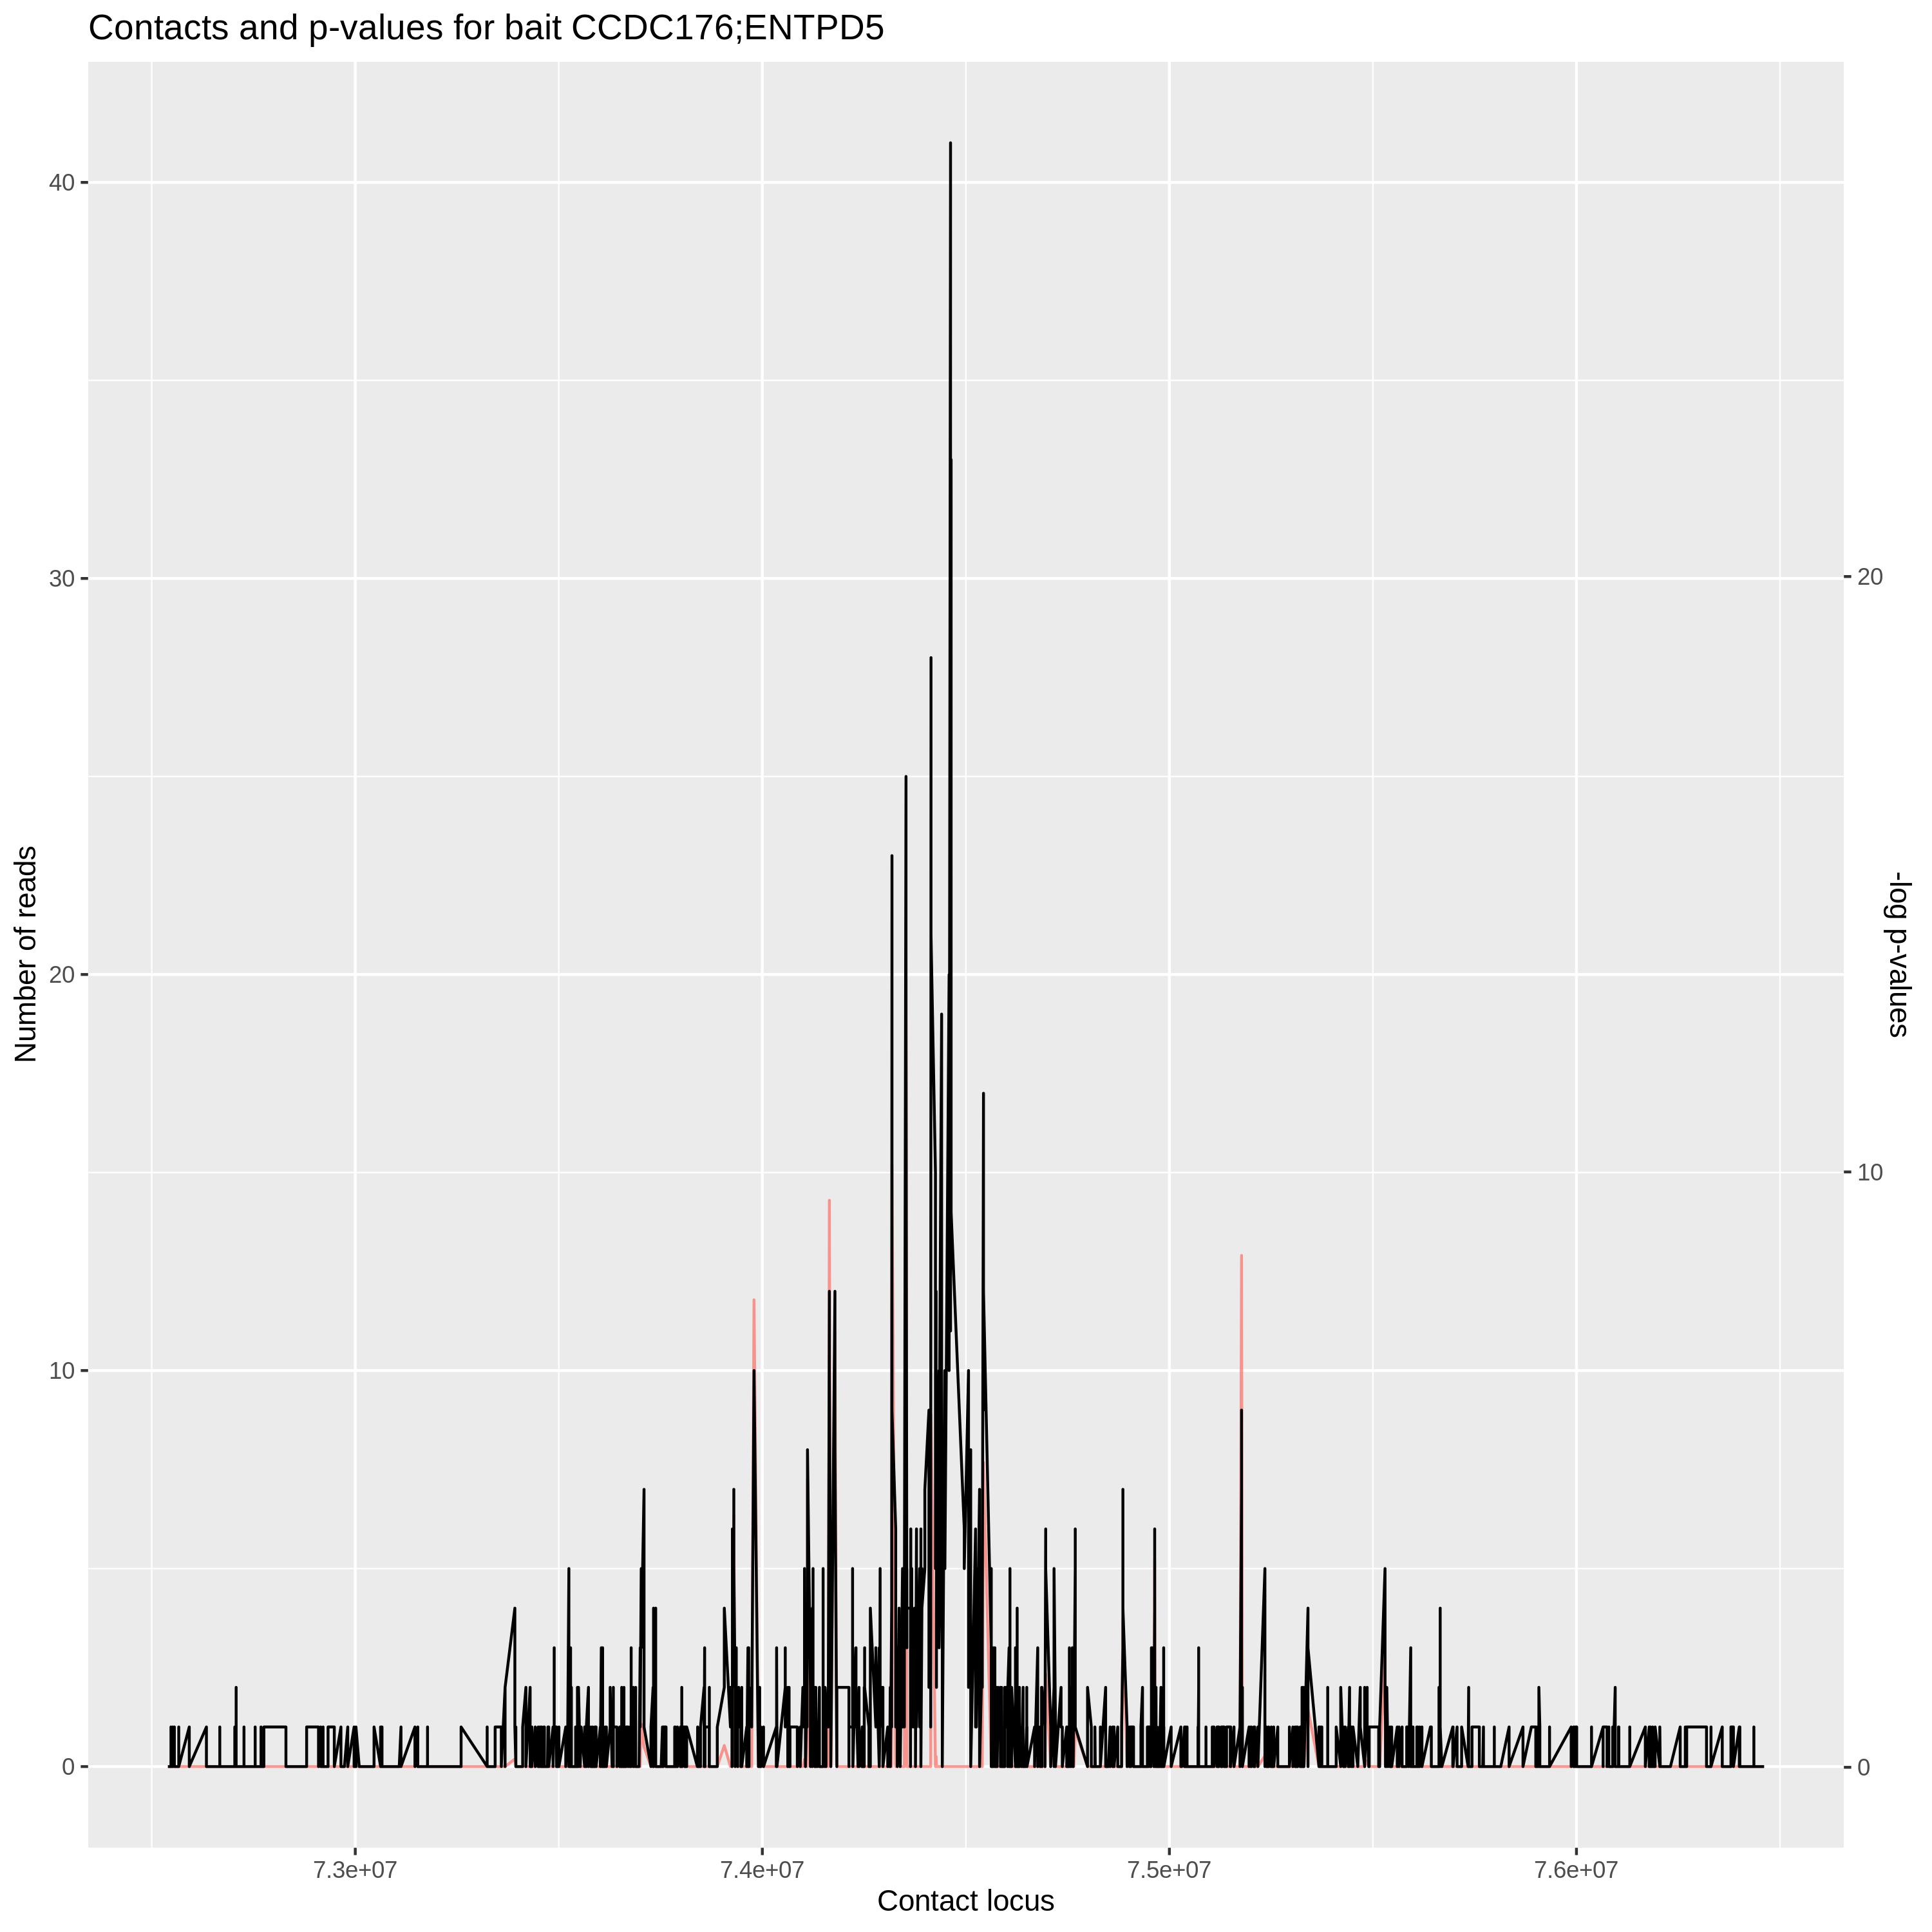 Contacts and p-values for bait CCDC176;ENTPD5
40
30
20
10
0
Number of reads
20
10
0
-log p-values
7.3e+07
7.4e+07
7.5e+07
7.6e+07
Contact locus